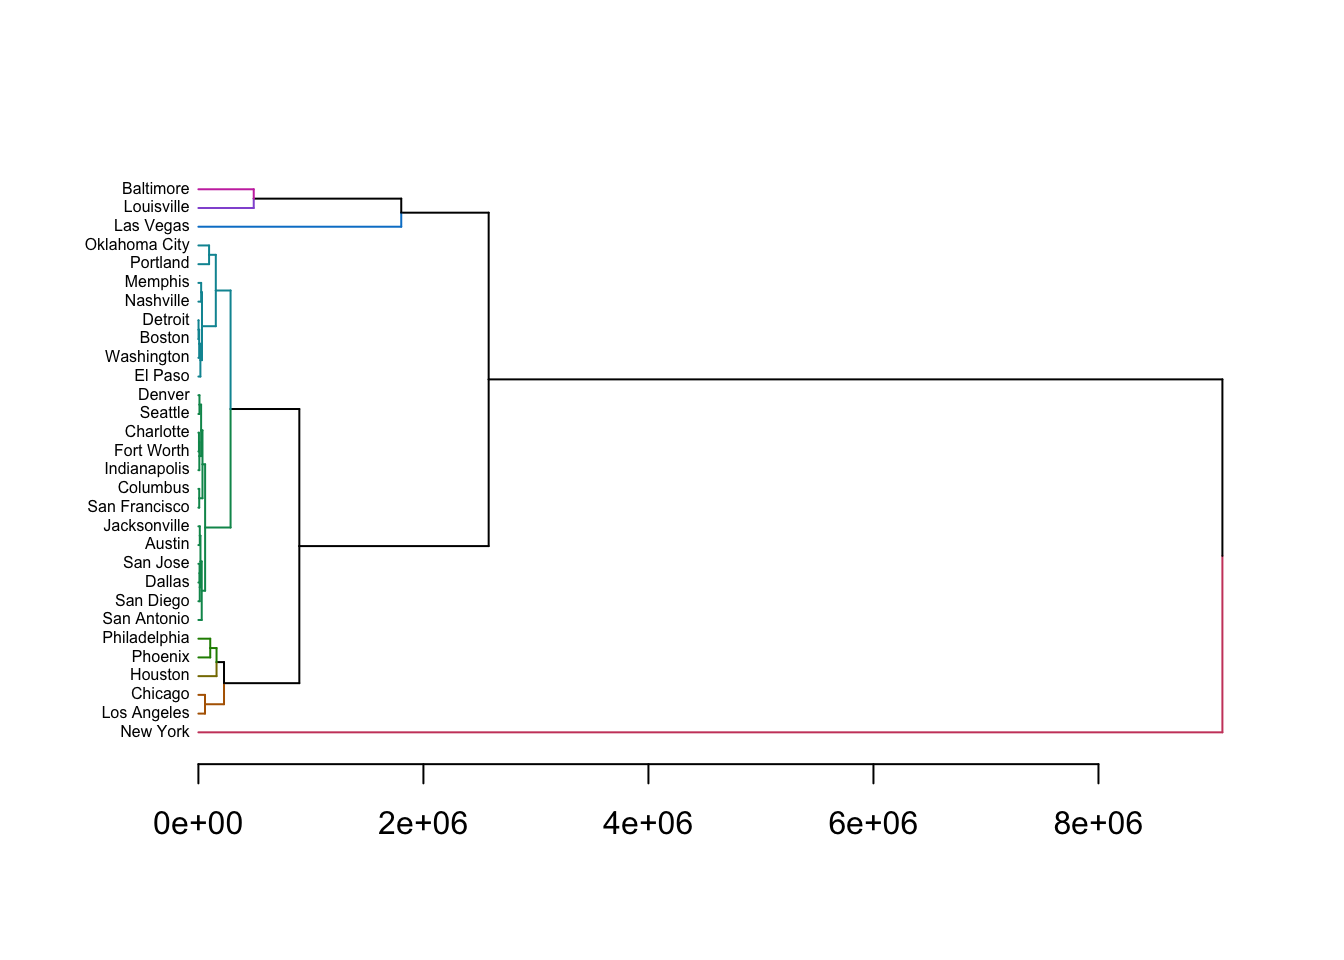 Baltimore
Louisville
Las Vegas
Oklahoma City
Portland
Memphis
Nashville
Detroit
Boston
Washington
El Paso
Denver
Seattle
Charlotte
Fort Worth
Indianapolis
Columbus
San Francisco
Jacksonville
Austin
San Jose
Dallas
San Diego
San Antonio
Philadelphia
Phoenix
Houston
Chicago
Los Angeles
New York
0e+00 2e+06 4e+06 6e+06 8e+06